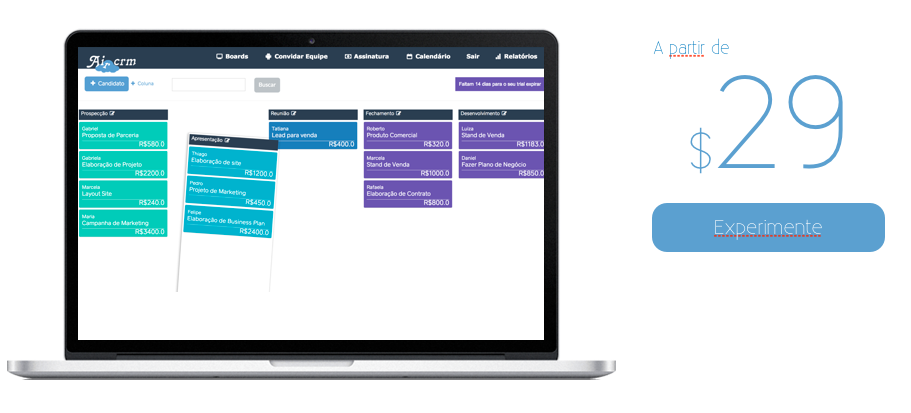 Aircrm
Boards
Convidar Equipe
Assinatura
Calendário
Sair
Relatórios
+ Candidato
+ Coluna
Buscar
Faltam 14 dias para o seu trial expirar
Prospecção
Gabriel
Proposta de Parceria
R$580.0
Gabriela
Elaboração de Projeto
R$2200.0
Marcela
Layout Site
R$240.0
Maria
Campanha de Marketing
R$3400.0
Apresentação
Thiago
Elaboração de site
R$1200.0
Pedro
Projeto de Marketing
R$450.0
Felipe
Elaboração de Business Plan
R$2400.0
Reunião
Tatiana
Lead para venda
R$400.0
Fechamento
Roberto
Produto Comercial
R$320.0
Marcela
Stand de Venda
R$1000.0
Rafaela
Elaboração de Contrato
R$800.0
Desenvolvimento
Luiza
Stand de Venda
R$1183.0
Daniel
Fazer Plano de Negócio
R$850.0
A partir de
$29
Experimente